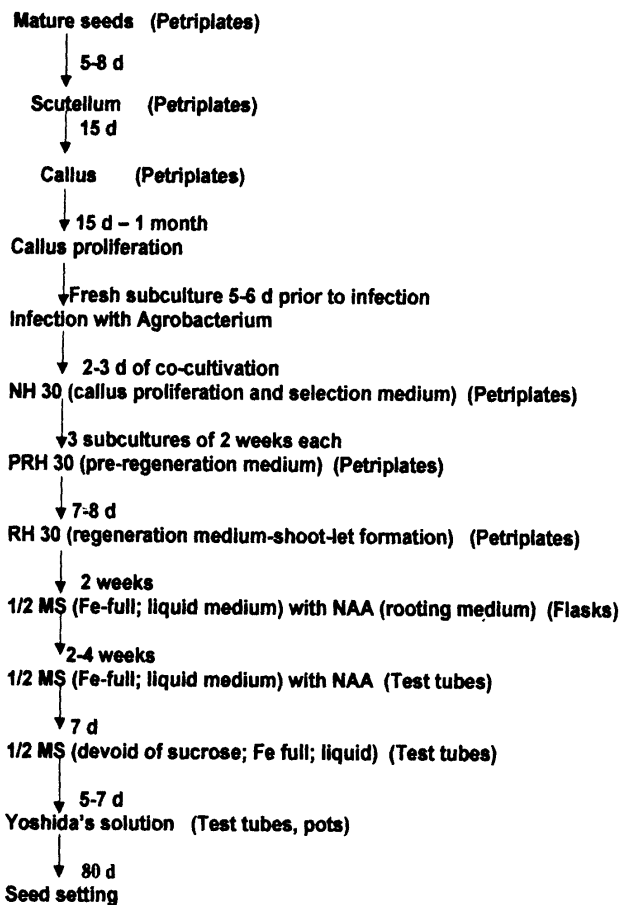 Mature seeds (Petriplates)
5-8 d
Scutellum (Petriplates)
15 d
Callus (Petriplates)
15 d – 1 month
Callus proliferation
Fresh subculture 5-6 d prior to infection
Infection with Agrobacterium
2-3 d of co-cultivation
NH 30 (callus proliferation and selection medium) (Petriplates)
3 subcultures of 2 weeks each
PRH 30 (pre-regeneration medium) (Petriplates)
7-8 d
RH 30 (regeneration medium-shoot-let formation) (Petriplates)
2 weeks
1/2 MS (Fe-full; liquid medium) with NAA (rooting medium) (Flasks)
2-4 weeks
1/2 MS (Fe-full; liquid medium) with NAA (Test tubes)
7 d
1/2 MS (devoid of sucrose; Fe full; liquid) (Test tubes)
5-7 d
Yoshida's solution (Test tubes, pots)
80 d
Seed setting